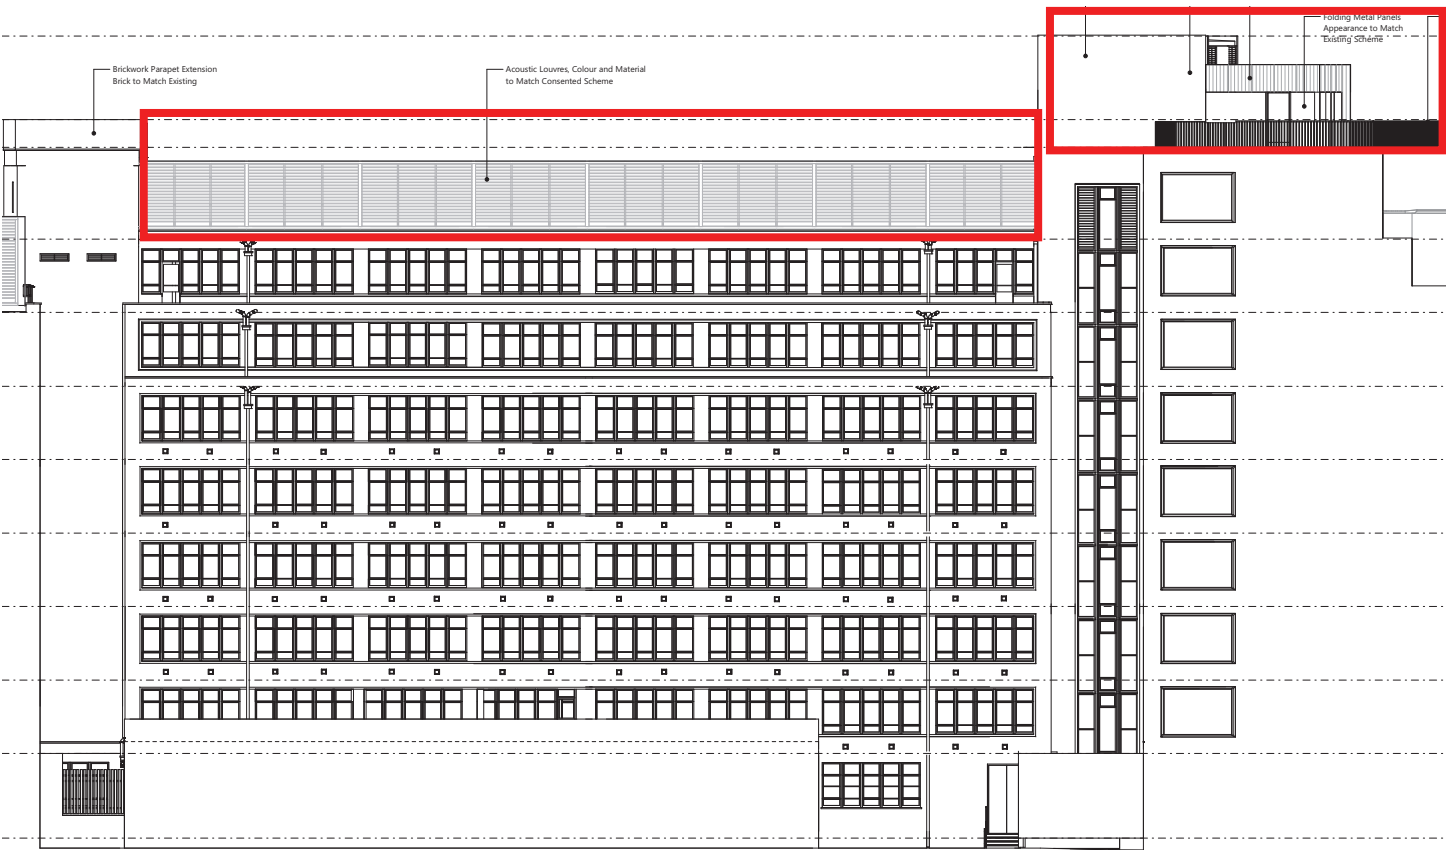 Folding Metal Panels
Appearance to Match
Existing Scheme
Brickwork Parapet Extension
Brick to Match Existing
Acoustic Louvres, Colour and Material
to Match Consented Scheme